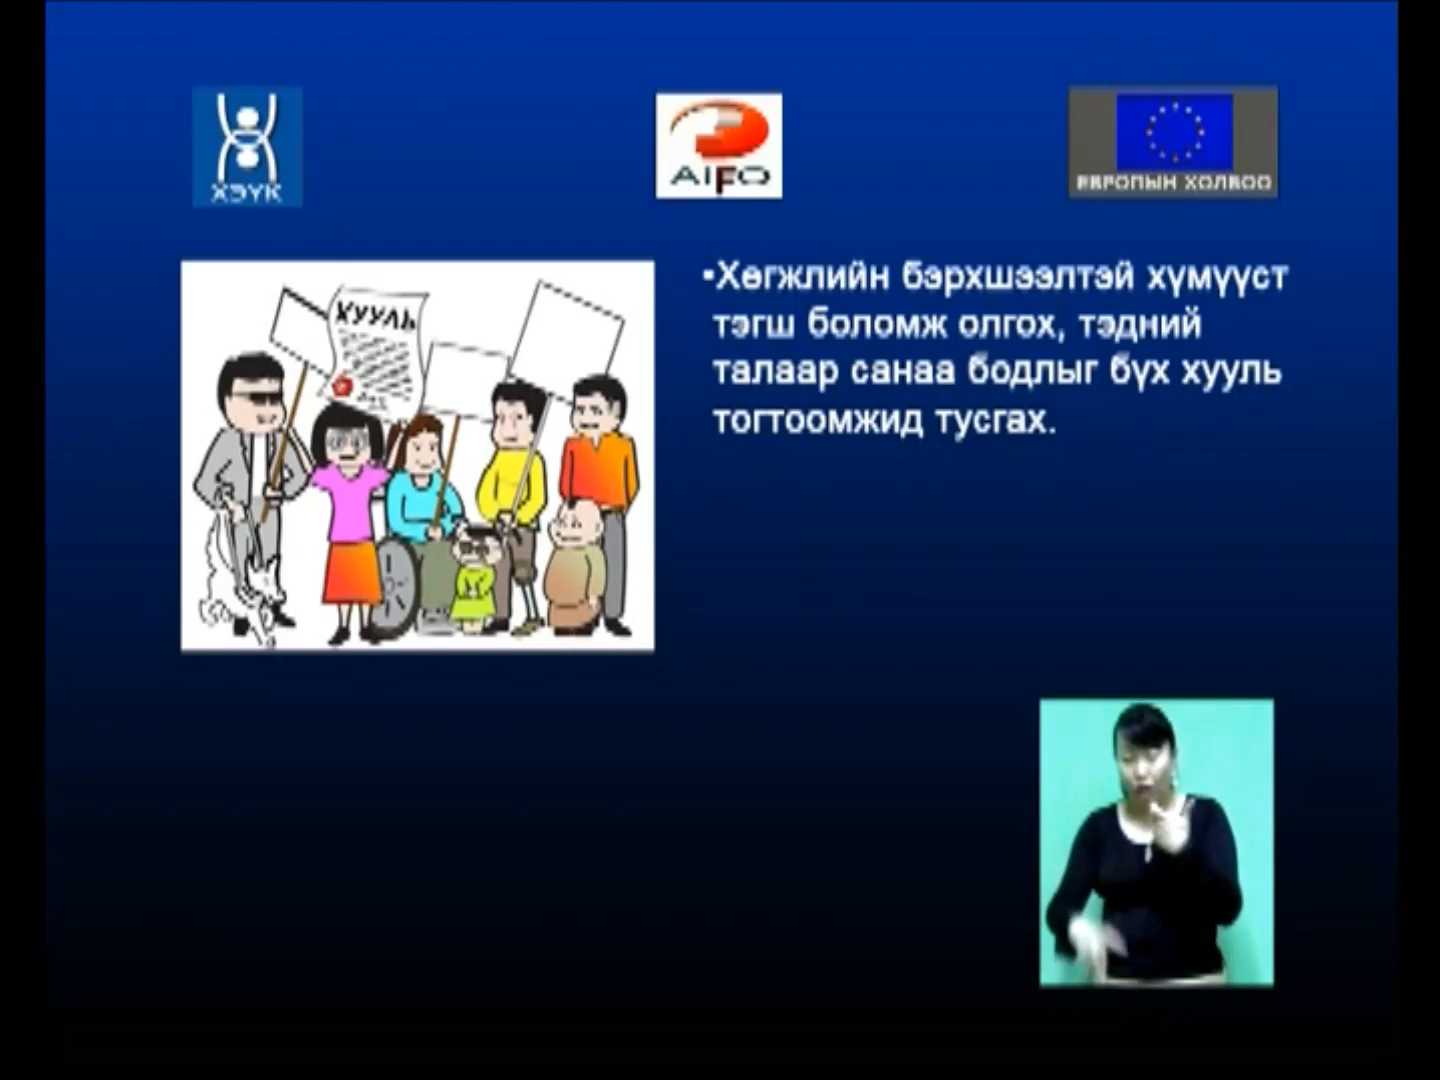 ХЭҮК
AIFO
ЕВРОПЫН ХОЛБОО
ХУУЛЬ
▪Хөгжлийн бэрхшээлтэй хүмүүст
тэгш боломж олгох, тэдний
талаар санаа бодлыг бүх хууль
тогтоомжид тусгах.